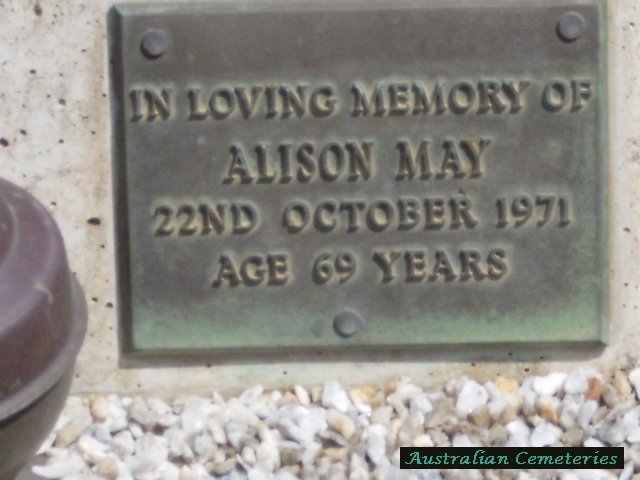 IN LOVING MEMORY OF
ALISON MAY
22ND OCTOBER 1971
AGE 69 YEARS
Australian Cemeteries